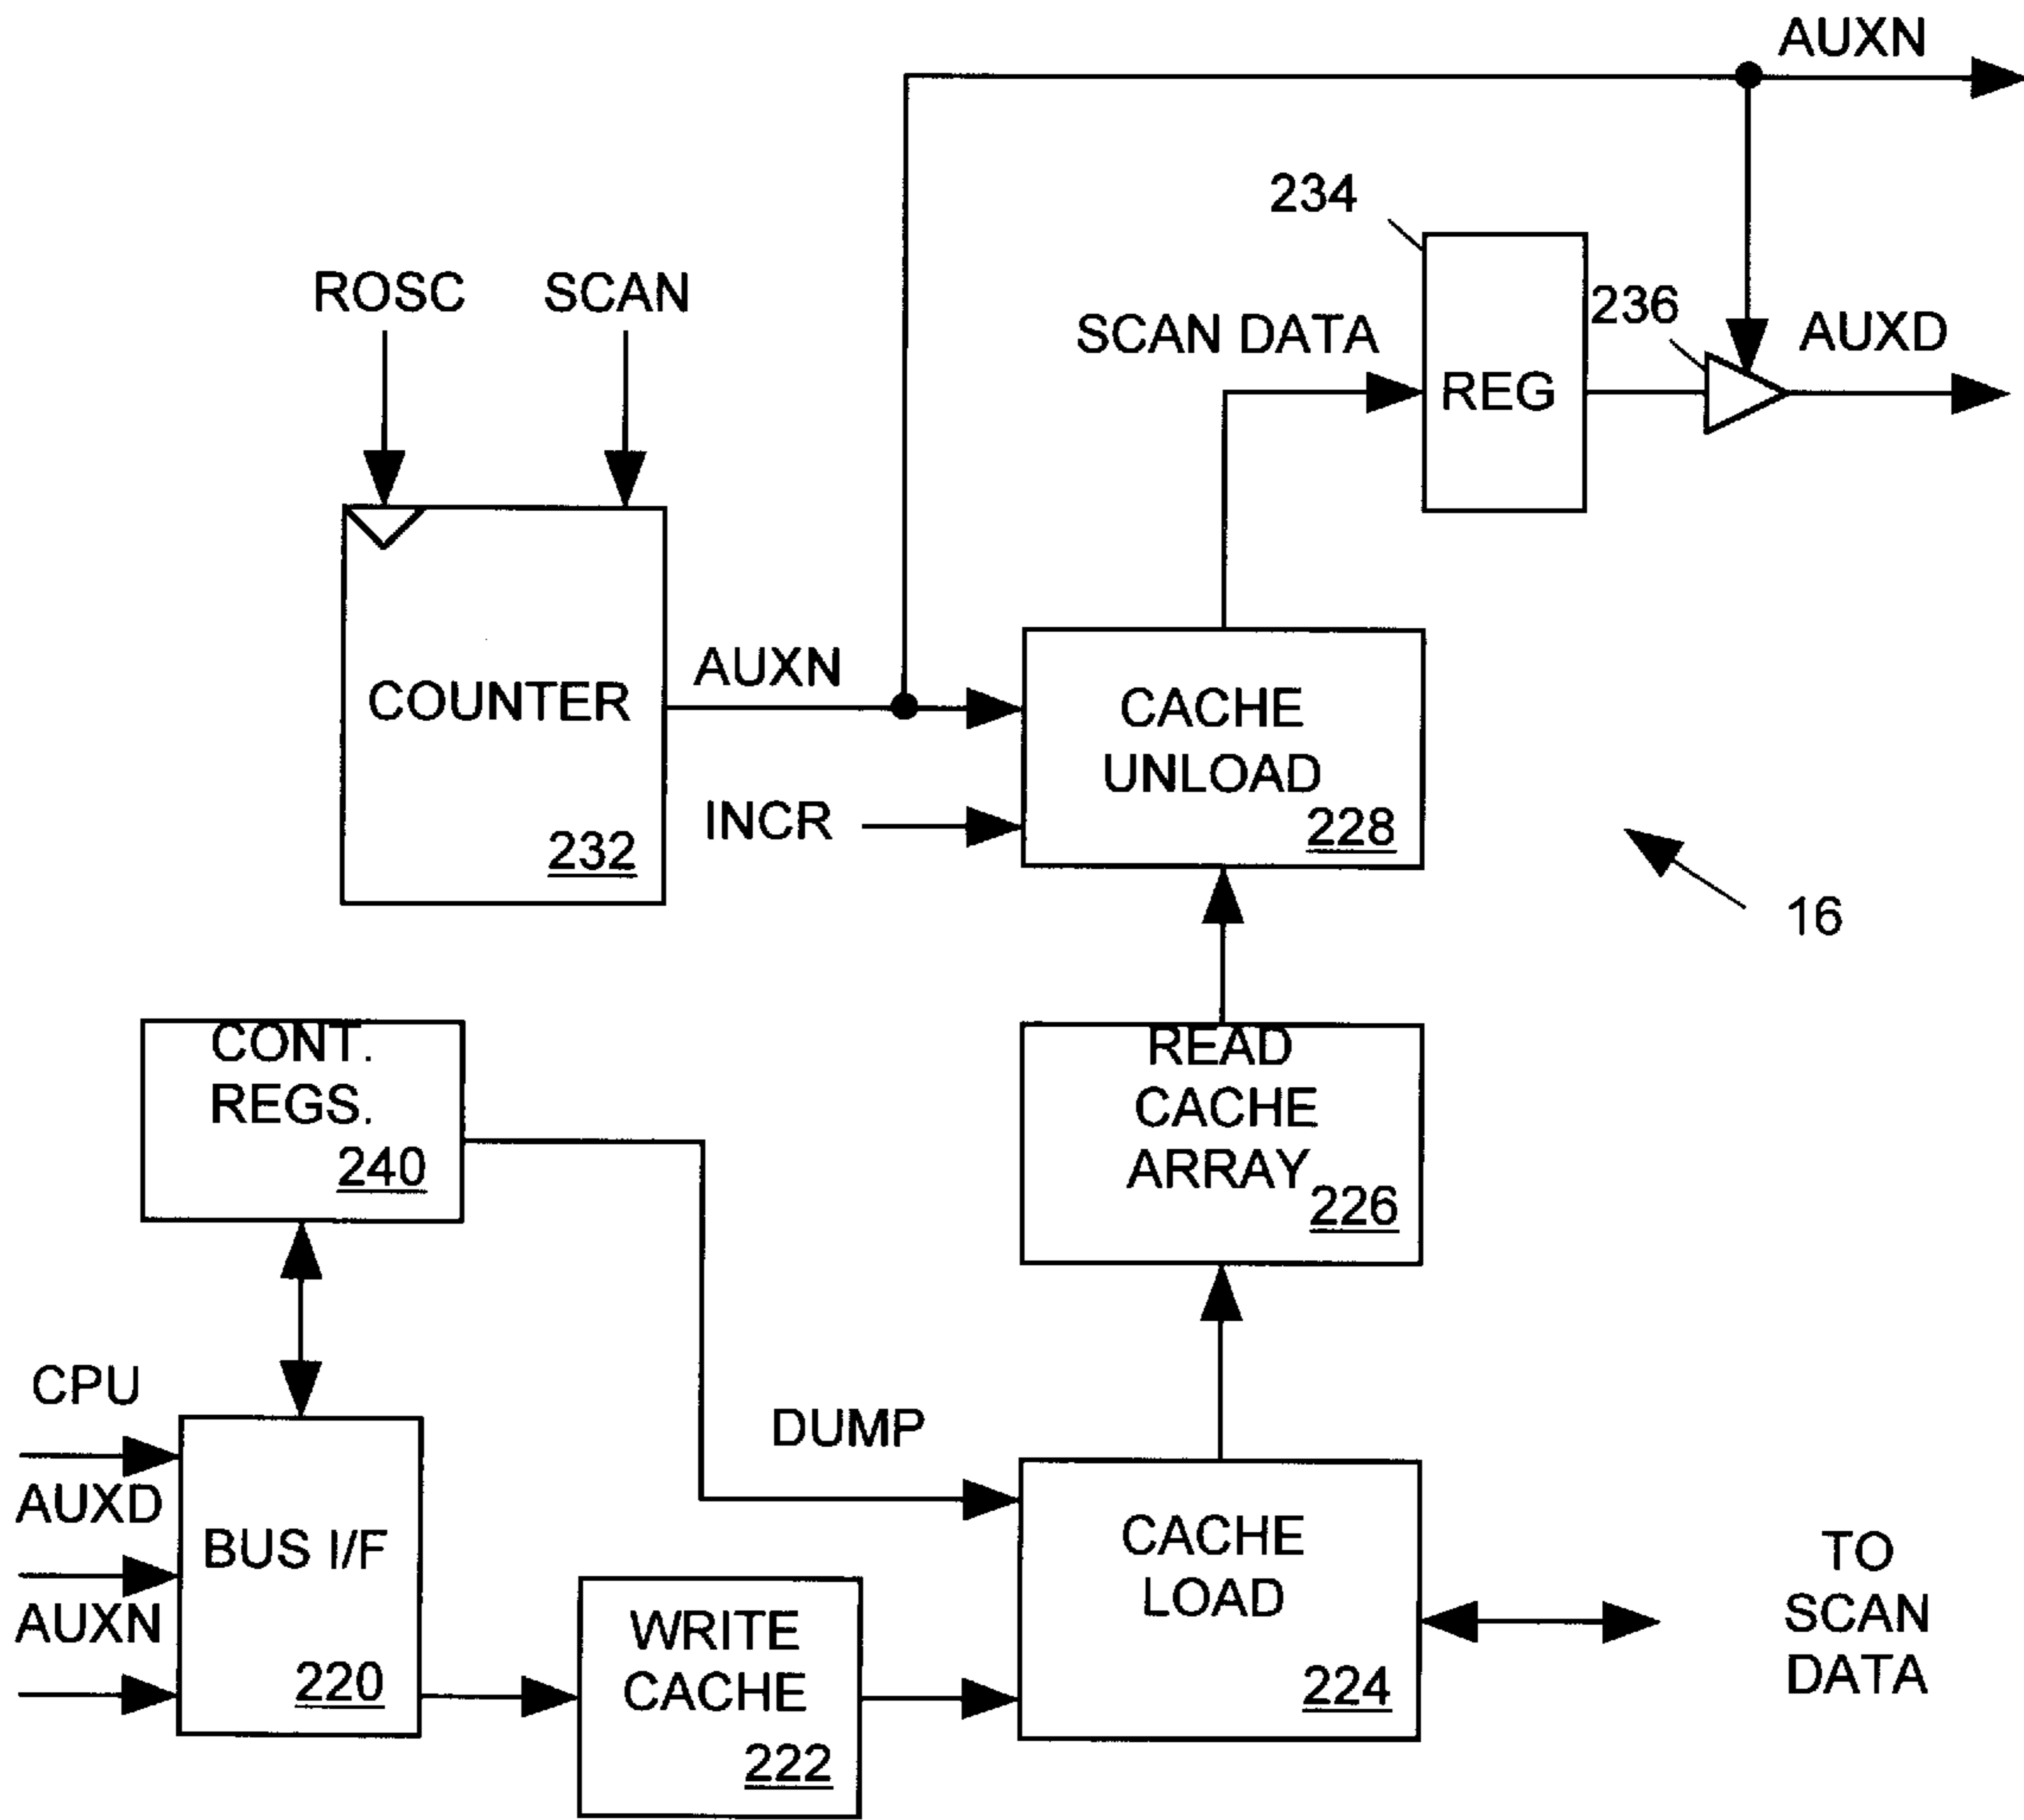 AUXN
234
236
ROSC
SCAN
SCAN DATA
REG
AUXD
COUNTER
232
AUXN
INCR
CACHE
UNLOAD
228
16
CONT.
REGS.
240
READ
CACHE
ARRAY
226
CPU
AUXD
AUXN
BUS I/F
220
DUMP
WRITE
CACHE
222
CACHE
LOAD
224
TO
SCAN
DATA